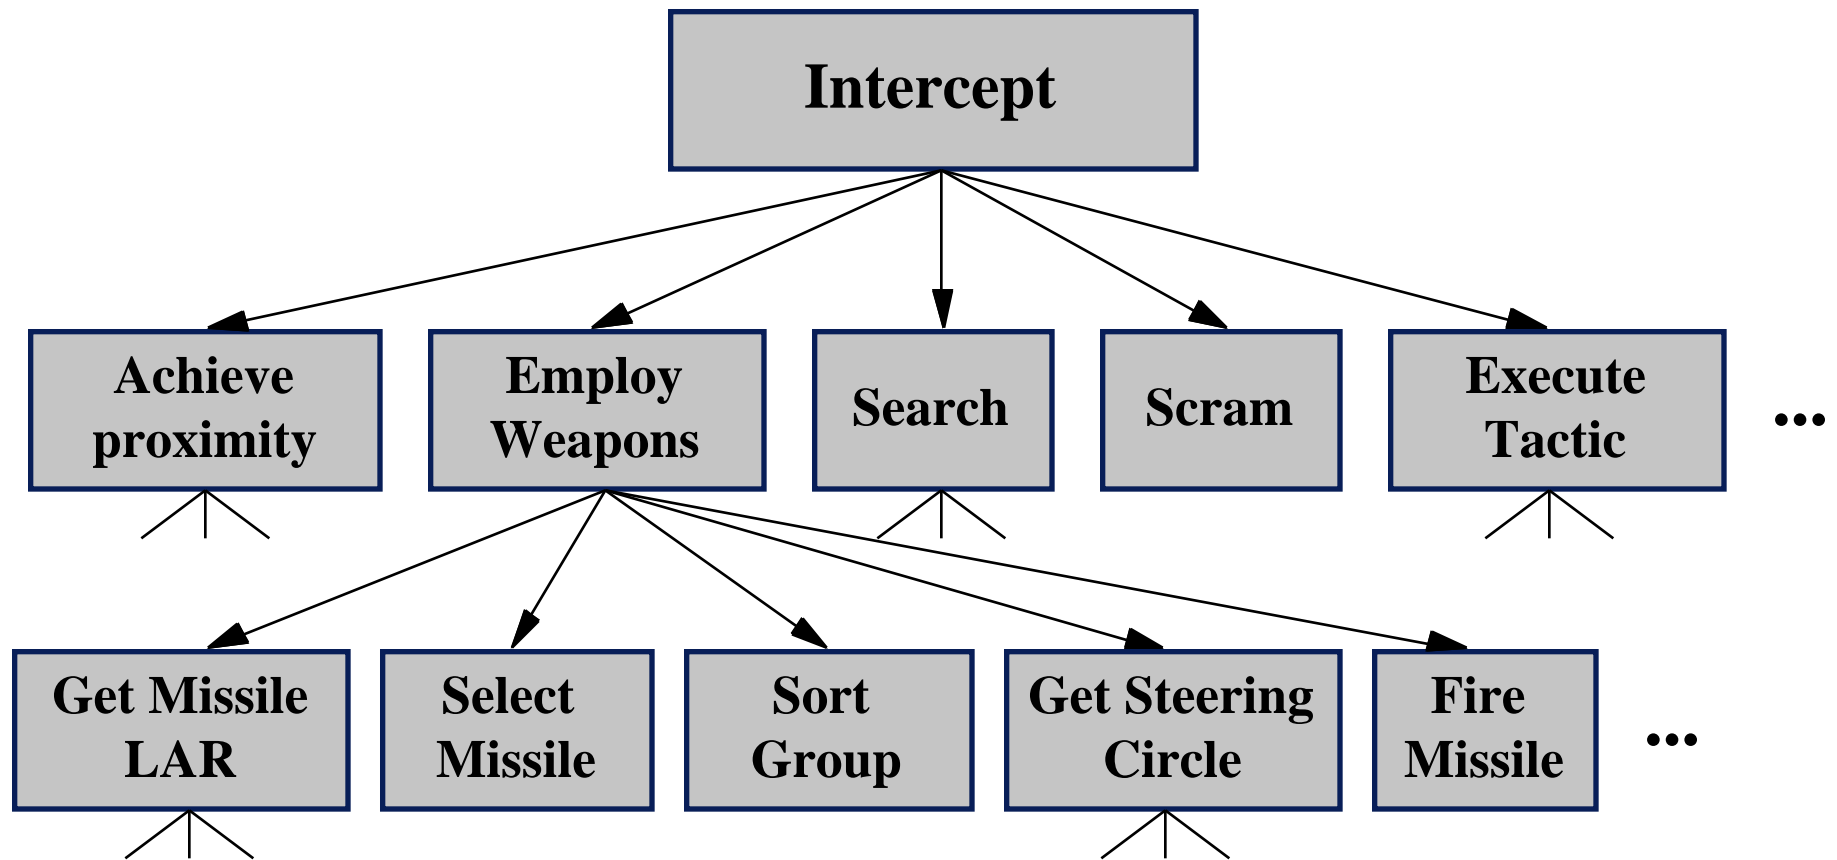 Intercept
Achieve
proximity
Employ
Weapons
Search
Scram
Execute
Tactic
...
Get Missile
LAR
Select
Missile
Sort
Group
Get Steering
Circle
Fire
Missile
...